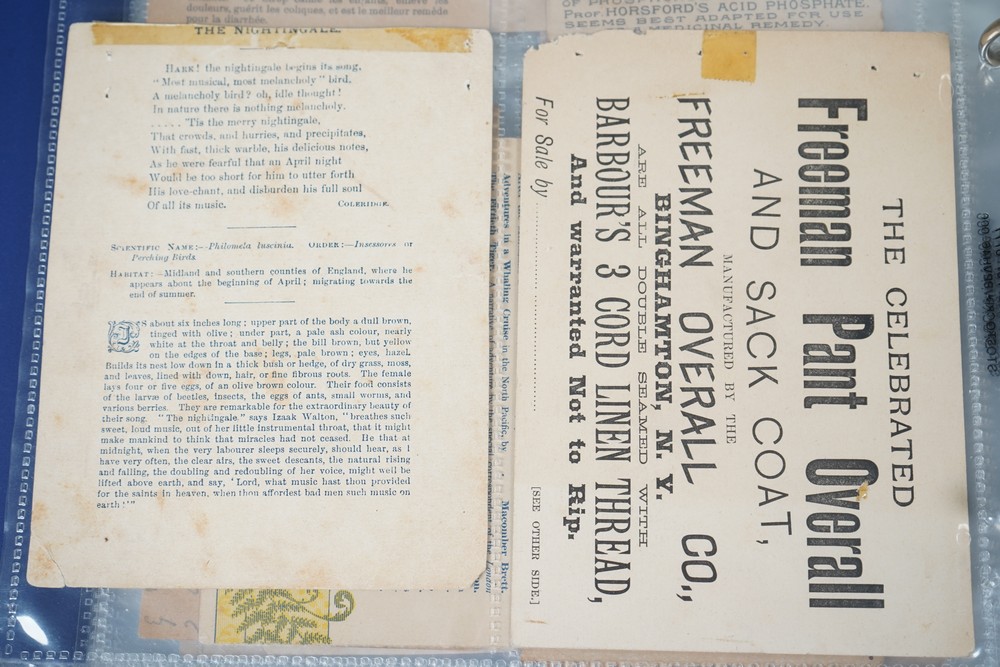 douleurs, guérit les coliques, et est le meilleur remède
pour la diarrhée.
PROF. HORSFORD'S ACID PHOSPHATE.
SEEMS BEST ADAPTED FOR USE
MEDICINAL REMEDY.
THE NIGHTINGALE.
HARK! the nightingale begins its song,
"Most musical, most melancholy" bird.
A melancholy bird? oh, idle thought!
In nature there is nothing melancholy.
. . . . . 'Tis the merry nightingale,
That crowds, and hurries, and precipitates,
With fast, thick warble, his delicious notes,
As he were fearful that an April night
Would be too short for him to utter forth
His love-chant, and disburden his full soul
Of all its music. COLERIDGE.
SCIENTIFIC NAME:—Philomela luscinia. ORDER:—Insessores or
Perching Birds.
HABITAT:—Midland and southern counties of England, where he
appears about the beginning of April; migrating towards the
end of summer.
IS about six inches long; upper part of the body a dull brown,
tinged with olive; under part, a pale ash colour, nearly
white at the throat and belly; the bill brown, but yellow
on the edges of the base; legs, pale brown; eyes, hazel.
Builds its nest low down in a thick bush or hedge, of dry grass, moss,
and leaves, lined with down, hair, or fine fibrous roots. The female
lays four or five eggs, of an olive brown colour. Their food consists
of the larvæ of beetles, insects, the eggs of ants, small worms, and
various berries. They are remarkable for the extraordinary beauty of
their song. "The nightingale," says Izaak Walton, "breathes such
sweet, loud music, out of her little instrumental throat, that it might
make mankind to think that miracles had not ceased. He that at
midnight, when the very labourer sleeps securely, should hear, as I
have very often, the clear airs, the sweet descants, the natural rising
and falling, the doubling and redoubling of her voice, might well be
lifted above earth, and say, 'Lord, what music hast thou provided
for the saints in heaven, when thou affordest bad men such music on
earth!'"
Adventures in a Whaling Cruise in the North Pacific, by
Macomber Brett.
THE CELEBRATED
Freeman Pant Overall
AND SACK COAT,
MANUFACTURED BY THE
FREEMAN OVERALL CO.,
BINGHAMTON, N. Y.
ARE ALL DOUBLE SEAMED WITH
BARBOUR'S 3 CORD LINEN THREAD,
And warranted Not to Rip.
For Sale by ....................
[SEE OTHER SIDE.]